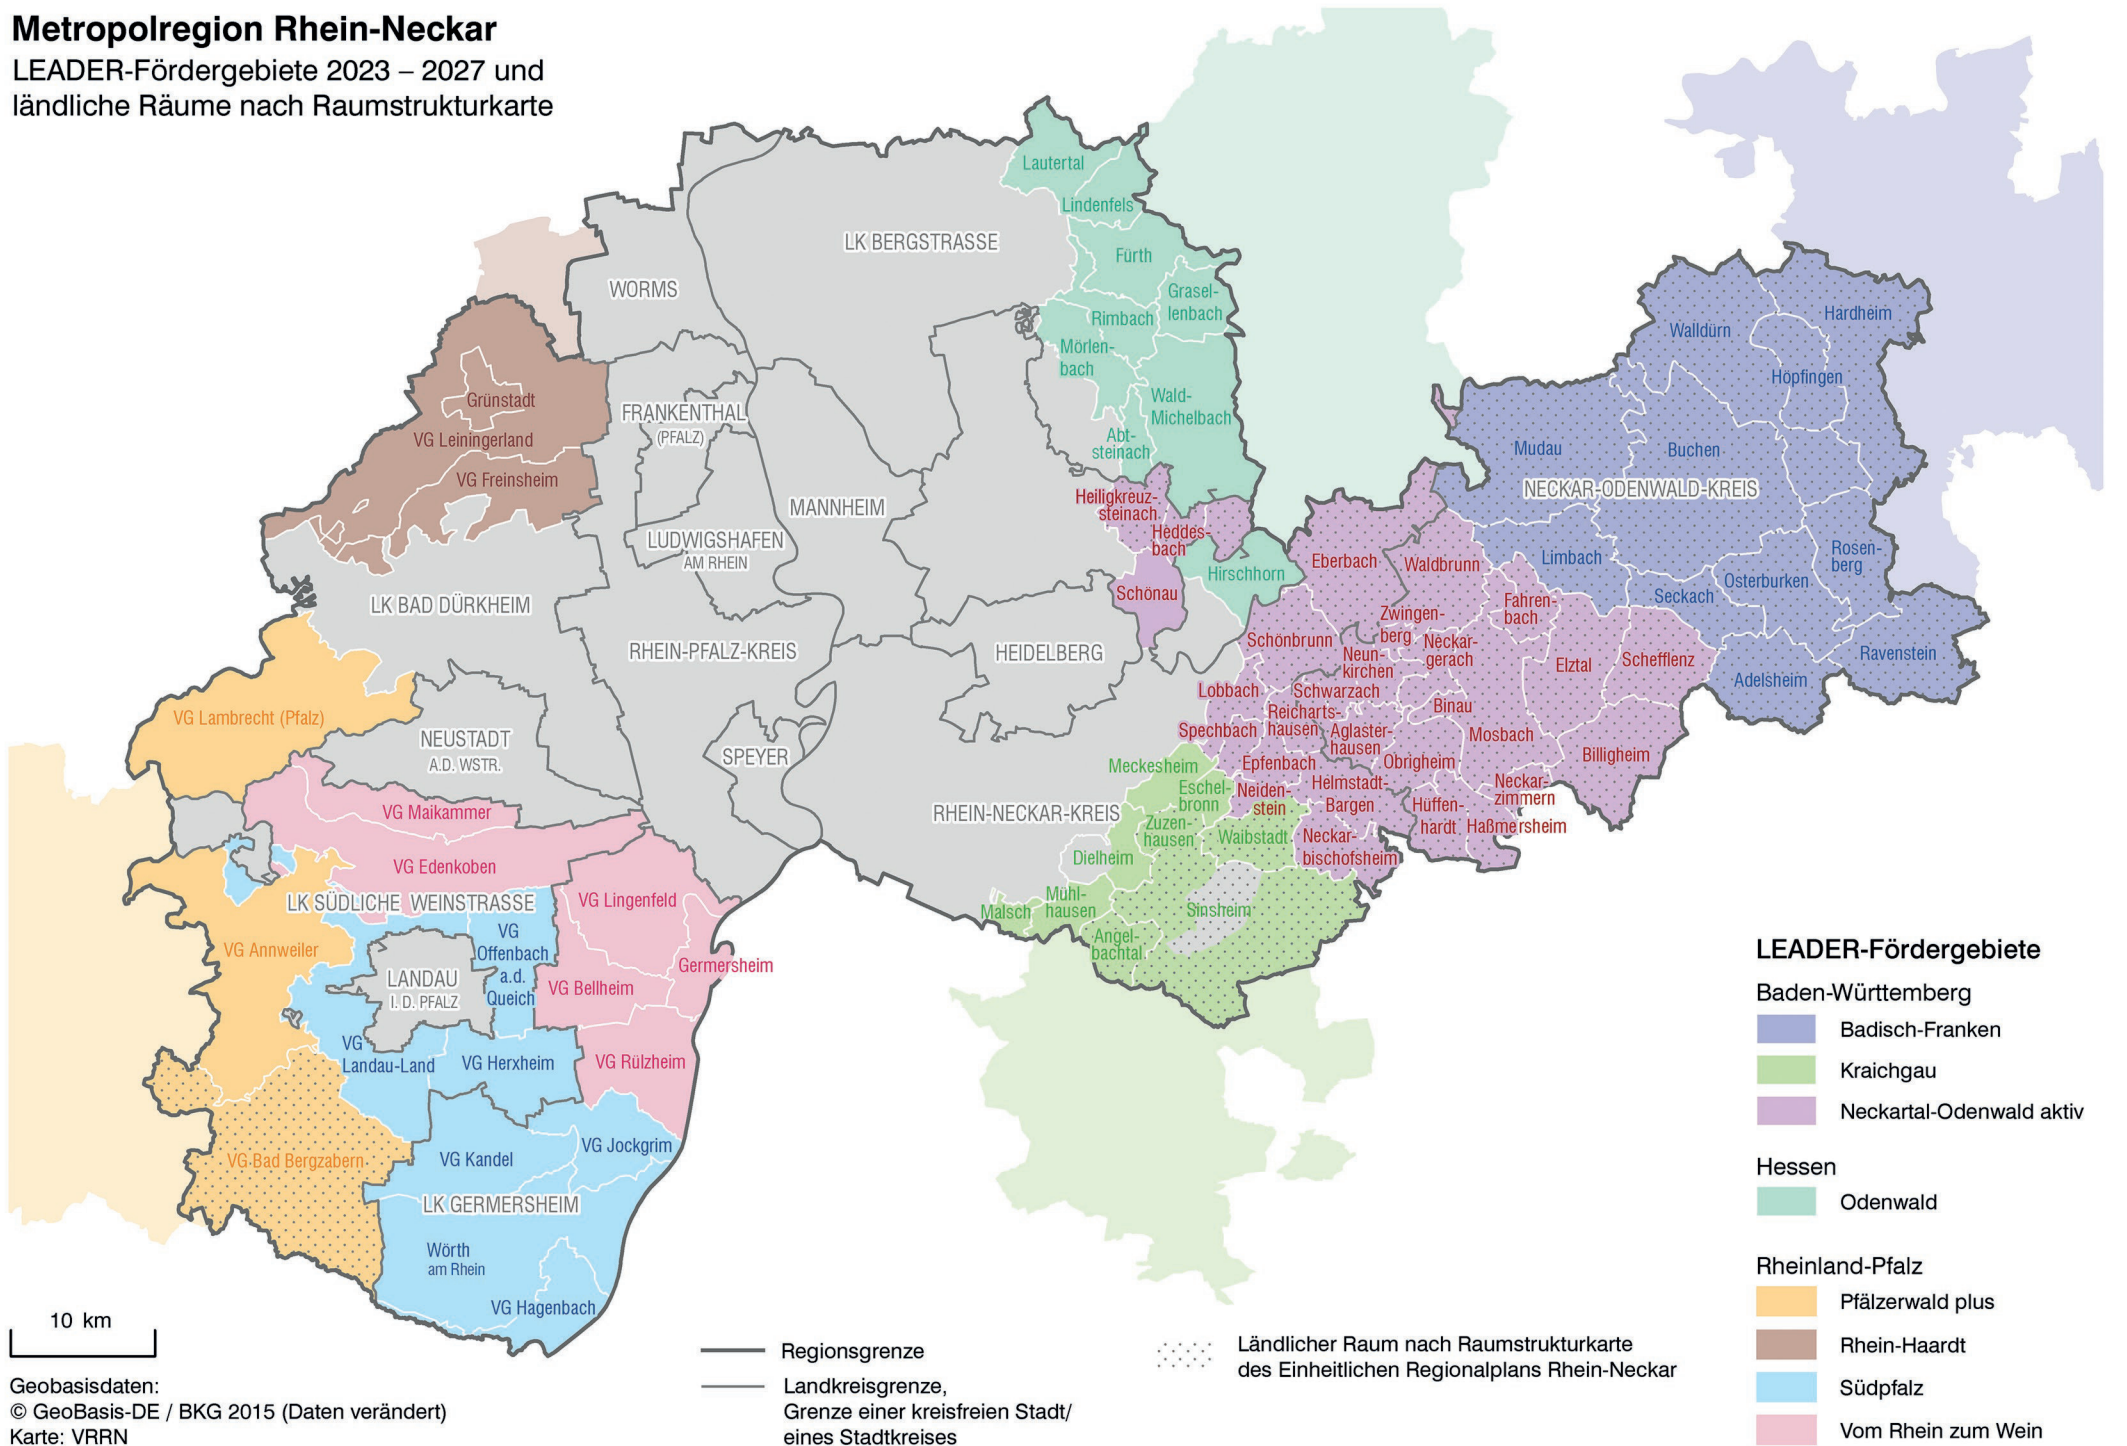 Metropolregion Rhein-Neckar
LEADER-Fördergebiete 2023 – 2027 und
ländliche Räume nach Raumstrukturkarte
Lautertal
Lindenfels
LK BERGSTRASSE
Fürth
Grasel-
lenbach
WORMS
Rimbach
Mörlen-
bach
Wald-
Michelbach
Abt-
steinach
Hardheim
Walldürn
Höpfingen
Grünstadt
VG Leiningerland
VG Freinsheim
FRANKENTHAL
(PFALZ)
Mudau
Buchen
NECKAR-ODENWALD-KREIS
MANNHEIM
Heiligkreuz-
steinach
Heddes-
bach
LUDWIGSHAFEN
AM RHEIN
Hirschhorn
Eberbach
Waldbrunn
Limbach
Rosen-
berg
Osterburken
Seckach
LK BAD DÜRKHEIM
Schönau
Fahren-
bach
Zwingen-
berg
Schönbrunn
Neckar-
gerach
Neun-
kirchen
Elztal
Schefflenz
Ravenstein
Adelsheim
RHEIN-PFALZ-KREIS
HEIDELBERG
Lobbach
Schwarzach
Binau
Reicharts-
hausen
Spechbach
Aglaster-
hausen
Mosbach
Billigheim
VG Lambrecht (Pfalz)
NEUSTADT
A.D. WSTR.
SPEYER
Meckesheim
Epfenbach
Obrigheim
Eschel-
bronn
Neiden-
stein
Helmstadt-
Bargen
Neckar-
zimmern
Hüffen-
hardt
Haßmersheim
VG Maikammer
RHEIN-NECKAR-KREIS
Zuzen-
hausen
Waibstadt
Neckar-
bischofsheim
Dielheim
VG Edenkoben
LK SÜDLICHE WEINSTRASSE
VG Lingenfeld
Mühl-
hausen
Malsch
Sinsheim
Angel-
bachtal
VG Annweiler
VG
Offenbach
a.d.
Queich
LANDAU
I. D. PFALZ
Germersheim
VG Bellheim
VG
Landau-Land
VG Herxheim
VG Rülzheim
VG Bad Bergzabern
VG Kandel
VG Jockgrim
LK GERMERSHEIM
Wörth
am Rhein
VG Hagenbach
LEADER-Fördergebiete
Baden-Württemberg
Badisch-Franken
Kraichgau
Neckartal-Odenwald aktiv
Hessen
Odenwald
Rheinland-Pfalz
Pfälzerwald plus
Rhein-Haardt
Südpfalz
Vom Rhein zum Wein
10 km
Geobasisdaten:
© GeoBasis-DE / BKG 2015 (Daten verändert)
Karte: VRRN
Regionsgrenze
Landkreisgrenze,
Grenze einer kreisfreien Stadt/
eines Stadtkreises
Ländlicher Raum nach Raumstrukturkarte
des Einheitlichen Regionalplans Rhein-Neckar